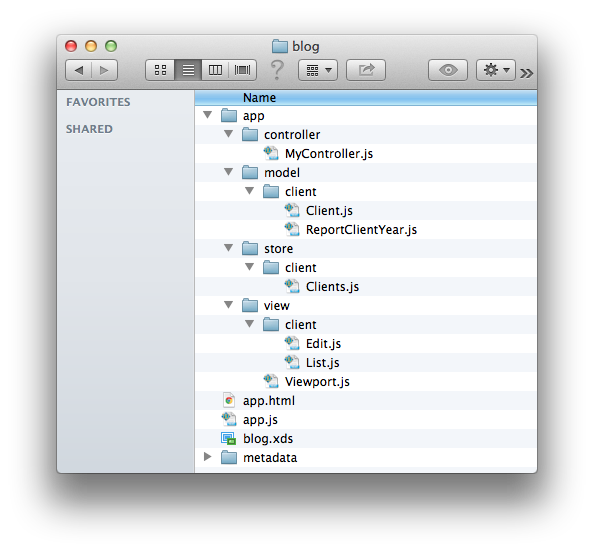 blog
FAVORITES
SHARED
Name
app
controller
MyController.js
model
client
Client.js
ReportClientYear.js
store
client
Clients.js
view
client
Edit.js
List.js
Viewport.js
app.html
app.js
blog.xds
metadata